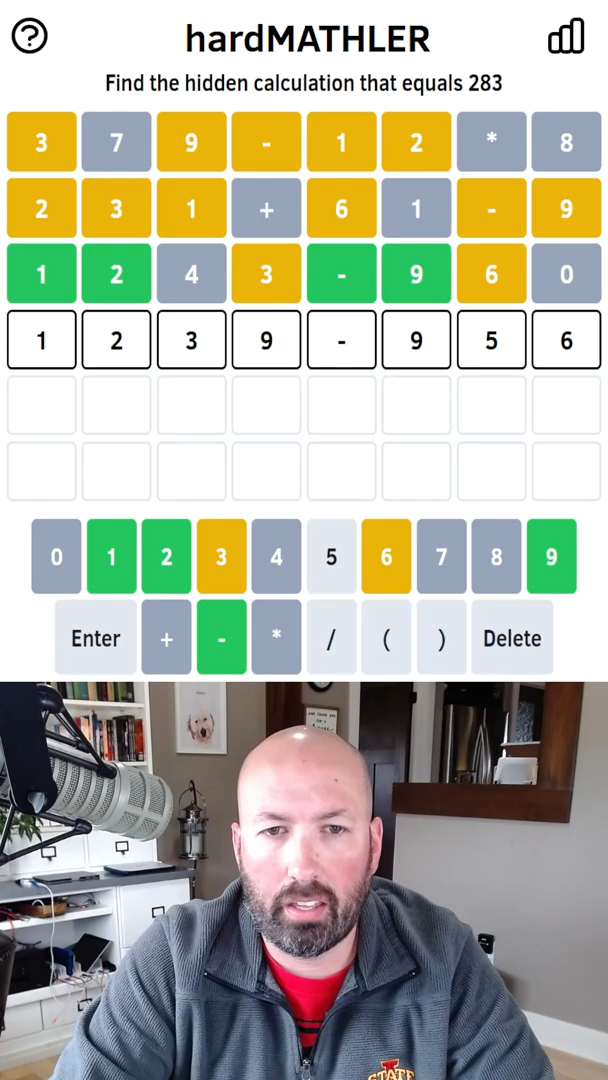 ?
hardMATHLER
Find the hidden calculation that equals 283
3 7 9 - 1 2 * 8
2 3 1 + 6 1 - 9
1 2 4 3 - 9 6 0
1 2 3 9 - 9 5 6
0 1 2 3 4 5 6 7 8 9
Enter + - * / ( ) Delete
I
STATE